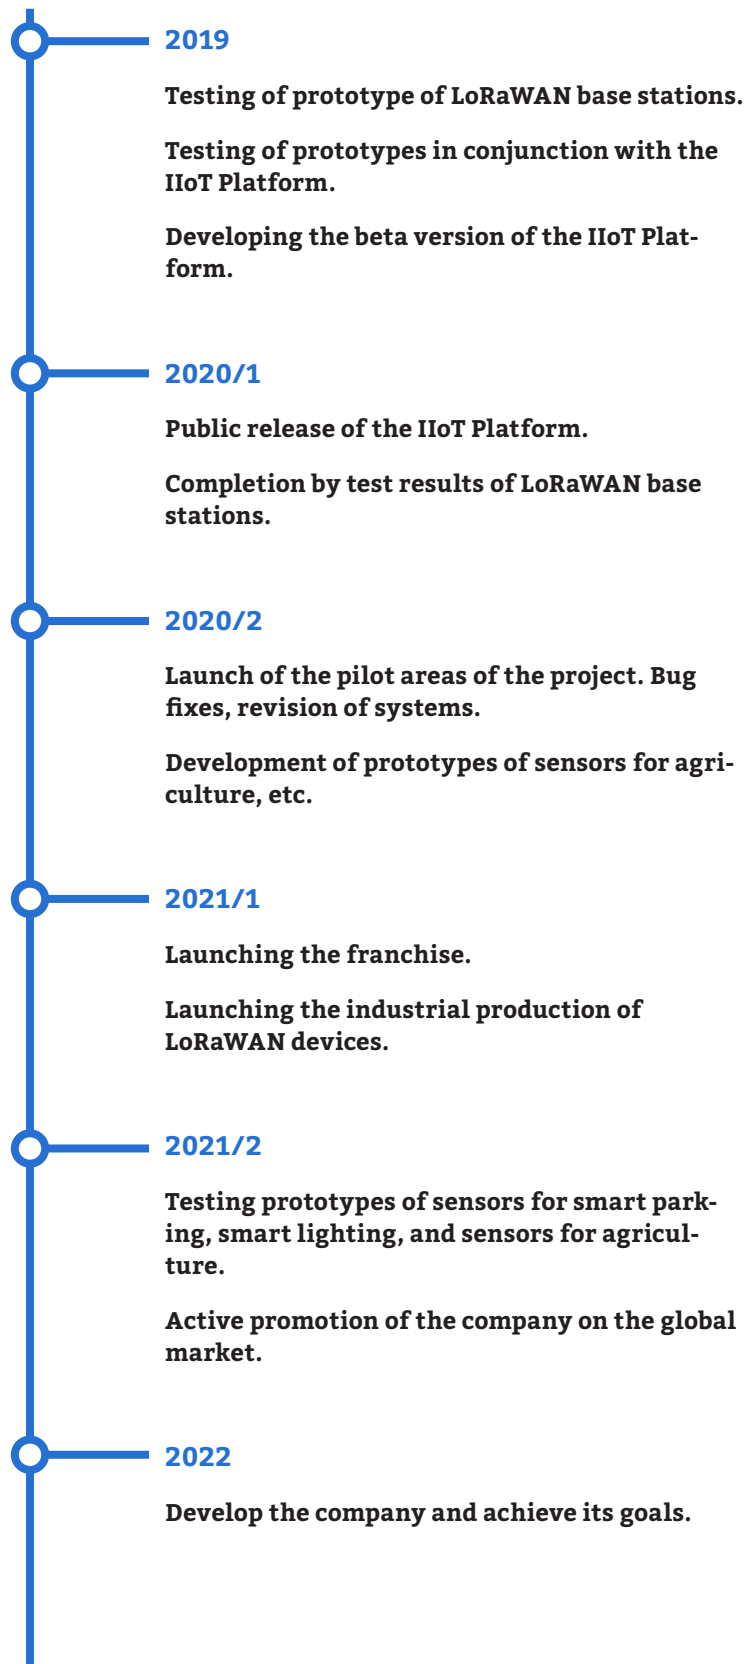 2019
Testing of prototype of LoRaWAN base stations.
Testing of prototypes in conjunction with the
IIoT Platform.
Developing the beta version of the IIoT Plat-
form.
2020/1
Public release of the IIoT Platform.
Completion by test results of LoRaWAN base
stations.
2020/2
Launch of the pilot areas of the project. Bug
fixes, revision of systems.
Development of prototypes of sensors for agri-
culture, etc.
2021/1
Launching the franchise.
Launching the industrial production of
LoRaWAN devices.
2021/2
Testing prototypes of sensors for smart park-
ing, smart lighting, and sensors for agricul-
ture.
Active promotion of the company on the global
market.
2022
Develop the company and achieve its goals.